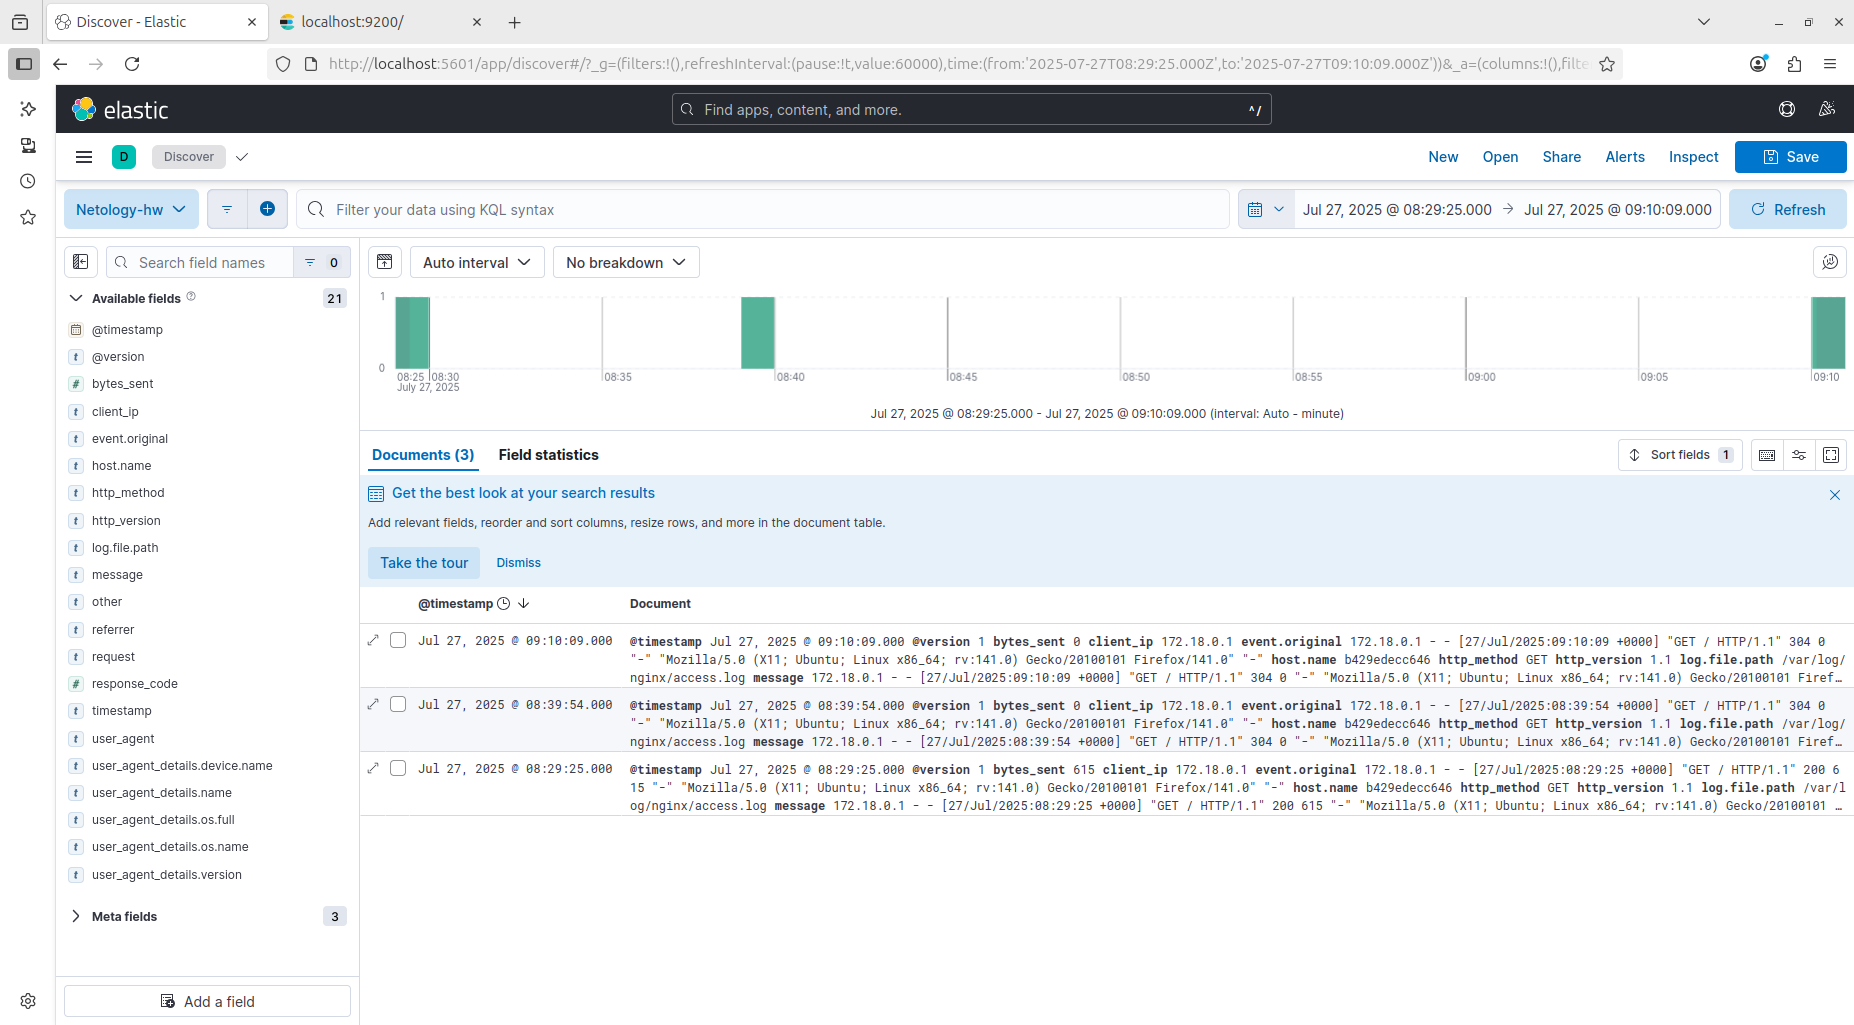 Discover - Elastic
localhost:9200/
http://localhost:5601/app/discover#/?_g=(filters:!(),refreshInterval:(pause:!t,value:60000),time:(from:'2025-07-27T08:29:25.000Z',to:'2025-07-27T09:10:09.000Z'))&_a=(columns:!(),filte
elastic
Find apps, content, and more.
^/
D
Discover
New
Open
Share
Alerts
Inspect
Save
Netology-hw
Filter your data using KQL syntax
Jul 27, 2025 @ 08:29:25.000 → Jul 27, 2025 @ 09:10:09.000
Refresh
Search field names
0
Available fields
21
@timestamp
@version
bytes_sent
client_ip
event.original
host.name
http_method
http_version
log.file.path
message
other
referrer
request
response_code
timestamp
user_agent
user_agent_details.device.name
user_agent_details.name
user_agent_details.os.full
user_agent_details.os.name
user_agent_details.version
Meta fields
3
Add a field
Auto interval
No breakdown
1
0
08:25 08:30 08:35 08:40 08:45 08:50 08:55 09:00 09:05 09:10
July 27, 2025
Jul 27, 2025 @ 08:29:25.000 - Jul 27, 2025 @ 09:10:09.000 (interval: Auto - minute)
Documents (3)
Field statistics
Sort fields 1
Get the best look at your search results
Add relevant fields, reorder and sort columns, resize rows, and more in the document table.
Take the tour
Dismiss
@timestamp
Document
Jul 27, 2025 @ 09:10:09.000
@timestamp Jul 27, 2025 @ 09:10:09.000 @version 1 bytes_sent 0 client_ip 172.18.0.1 event.original 172.18.0.1 - - [27/Jul/2025:09:10:09 +0000] "GET / HTTP/1.1" 304 0
"-" "Mozilla/5.0 (X11; Ubuntu; Linux x86_64; rv:141.0) Gecko/20100101 Firefox/141.0" "-" host.name b429edecc646 http_method GET http_version 1.1 log.file.path /var/log/
nginx/access.log message 172.18.0.1 - - [27/Jul/2025:09:10:09 +0000] "GET / HTTP/1.1" 304 0 "-" "Mozilla/5.0 (X11; Ubuntu; Linux x86_64; rv:141.0) Gecko/20100101 Firef…
Jul 27, 2025 @ 08:39:54.000
@timestamp Jul 27, 2025 @ 08:39:54.000 @version 1 bytes_sent 0 client_ip 172.18.0.1 event.original 172.18.0.1 - - [27/Jul/2025:08:39:54 +0000] "GET / HTTP/1.1" 304 0
"-" "Mozilla/5.0 (X11; Ubuntu; Linux x86_64; rv:141.0) Gecko/20100101 Firefox/141.0" "-" host.name b429edecc646 http_method GET http_version 1.1 log.file.path /var/log/
nginx/access.log message 172.18.0.1 - - [27/Jul/2025:08:39:54 +0000] "GET / HTTP/1.1" 304 0 "-" "Mozilla/5.0 (X11; Ubuntu; Linux x86_64; rv:141.0) Gecko/20100101 Firef…
Jul 27, 2025 @ 08:29:25.000
@timestamp Jul 27, 2025 @ 08:29:25.000 @version 1 bytes_sent 615 client_ip 172.18.0.1 event.original 172.18.0.1 - - [27/Jul/2025:08:29:25 +0000] "GET / HTTP/1.1" 200 6
15 "-" "Mozilla/5.0 (X11; Ubuntu; Linux x86_64; rv:141.0) Gecko/20100101 Firefox/141.0" "-" host.name b429edecc646 http_method GET http_version 1.1 log.file.path /var/l
og/nginx/access.log message 172.18.0.1 - - [27/Jul/2025:08:29:25 +0000] "GET / HTTP/1.1" 200 615 "-" "Mozilla/5.0 (X11; Ubuntu; Linux x86_64; rv:141.0) Gecko/20100101 …